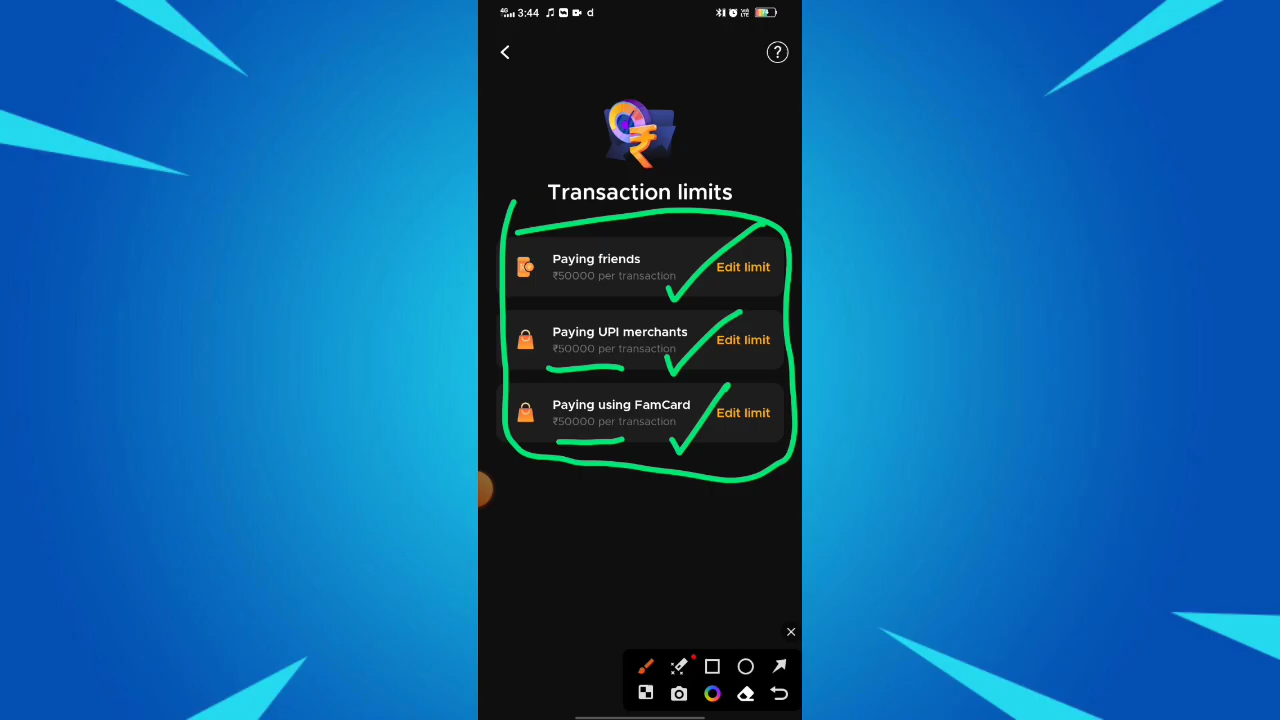 4G 3:44 d
Transaction limits
Paying friends
₹50000 per transaction
Edit limit
Paying UPI merchants
₹50000 per transaction
Edit limit
Paying using FamCard
₹50000 per transaction
Edit limit